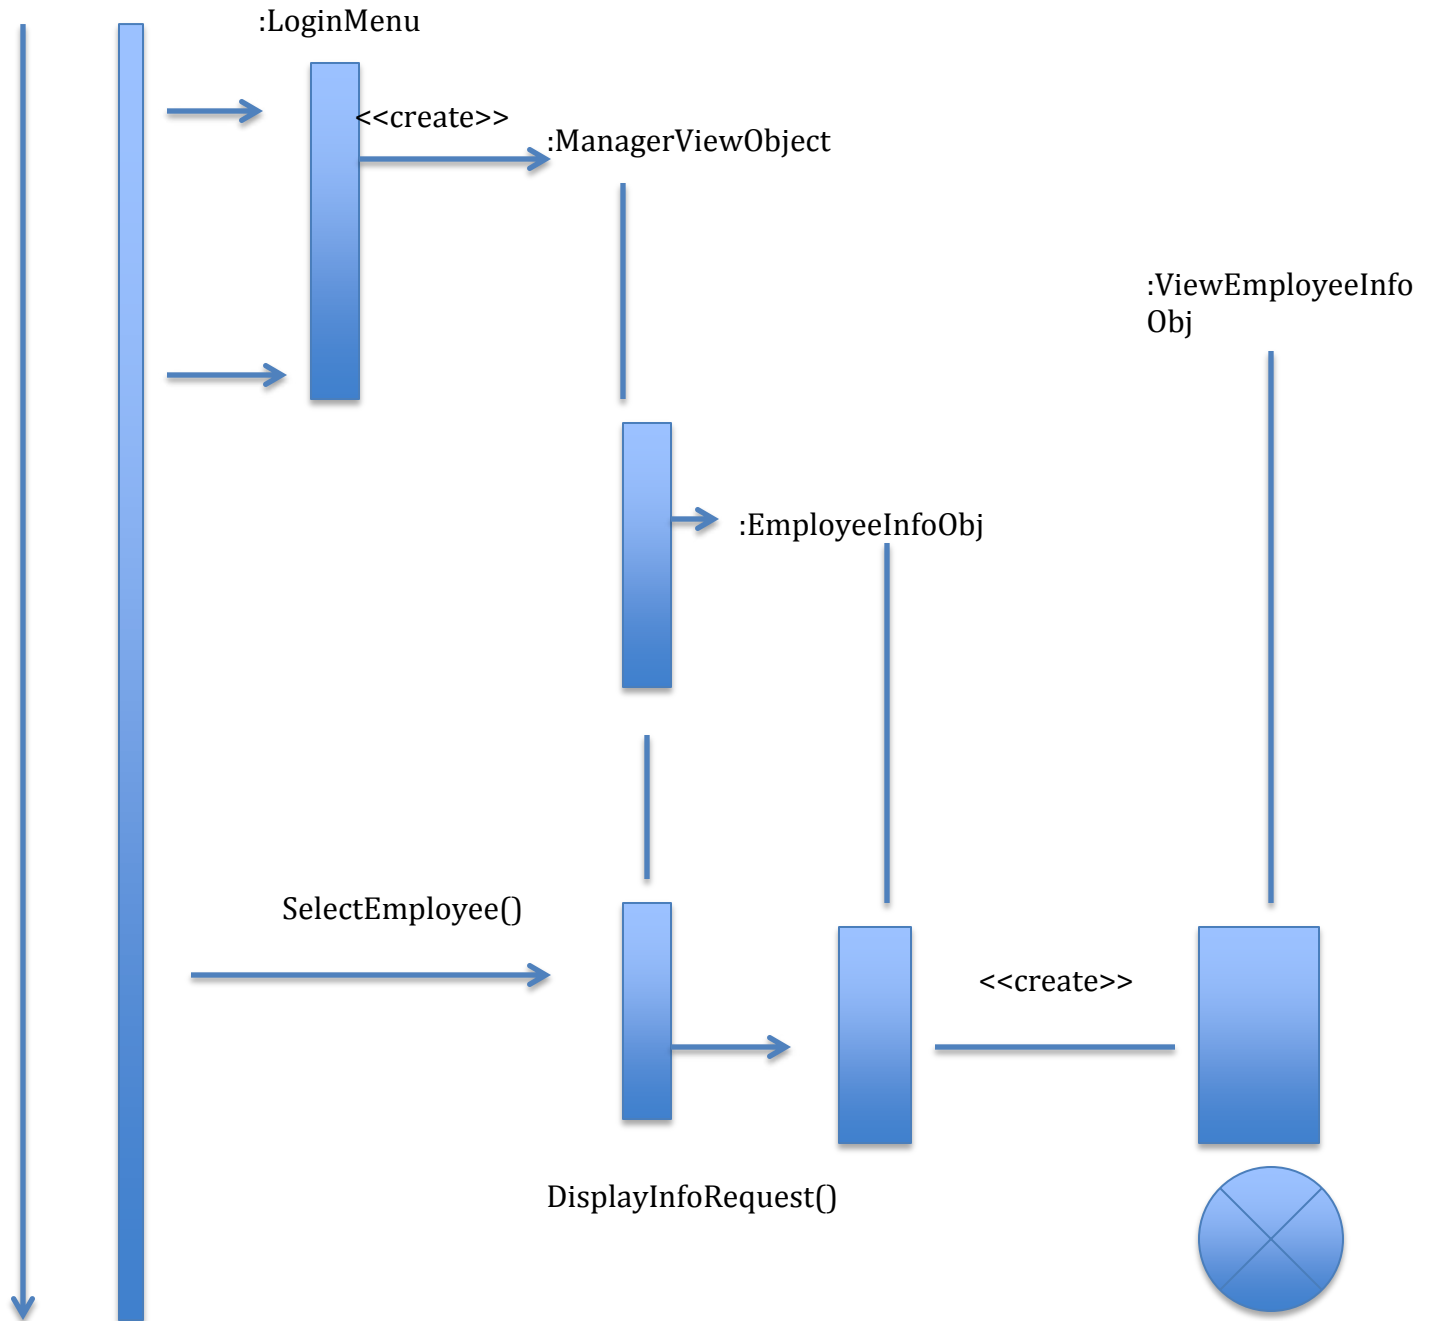 :LoginMenu
<<create>>
:ManagerViewObject
:ViewEmployeeInfo
Obj
:EmployeeInfoObj
SelectEmployee()
<<create>>
DisplayInfoRequest()